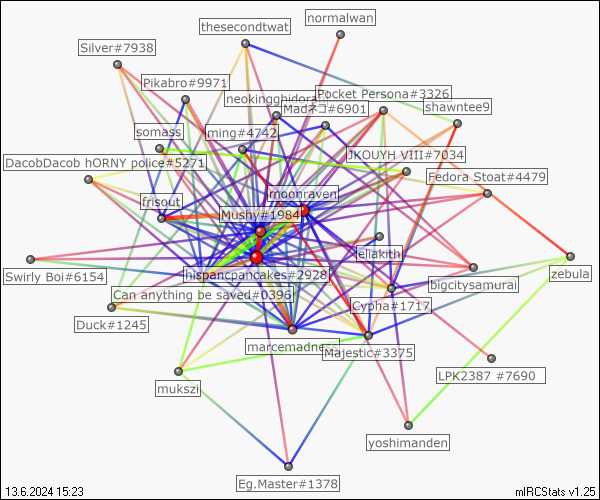 normalwan
thesecondtwat
Silver#7938
Pikabro#9971
Pocket Persona#3326
neokingghidora
Madネコ#6901
shawntee9
somass
ming#4742
JKOUYH VIII#7034
DacobDacob hORNY police#5271
Fedora Stoat#4479
moonraven
frisout
Mushy#1984
eliakith
Swirly Boi#6154
hispanicpancakes#2928
zebula
bigcitysamurai
Can anything be saved#0396
Cypha#1717
Duck#1245
marcemadness
Majestic#3375
LPK2387 #7690
mukszi
yoshimanden
Eg.Master#1378
13.6.2024 15:23
mIRCStats v1.25